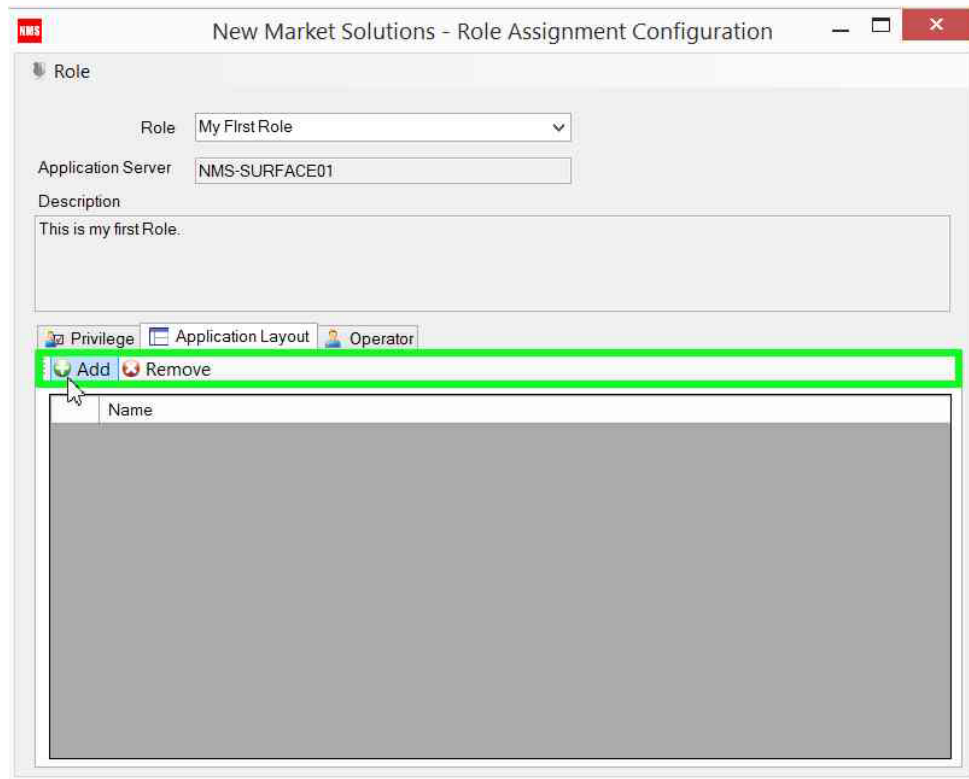 NMS
New Market Solutions - Role Assignment Configuration
Role
Role My FIrst Role
Application Server NMS-SURFACE01
Description
This is my first Role.
Privilege Application Layout Operator
Add Remove
Name